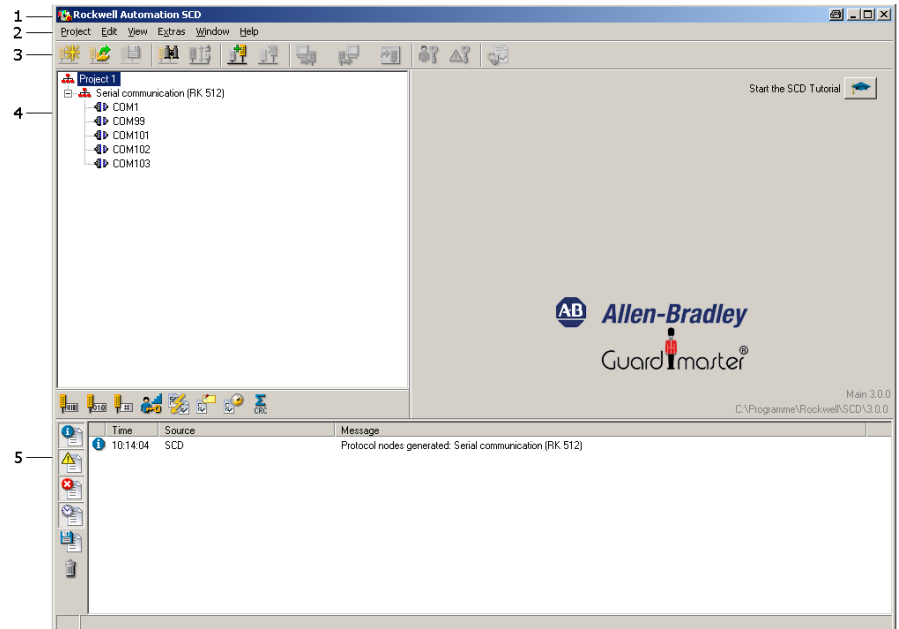 1
Rockwell Automation SCD
2
Project Edit View Extras Window Help
3
Project 1
Serial communication (RK 512)
4
COM1
COM99
COM101
COM102
COM103
Start the SCD Tutorial
AB Allen-Bradley
Guardmaster®
Main 3.0.0
C:\Programme\Rockwell\SCD\3.0.0
CRC
Time Source Message
10:14:04 SCD Protocol nodes generated: Serial communication (RK 512)
5